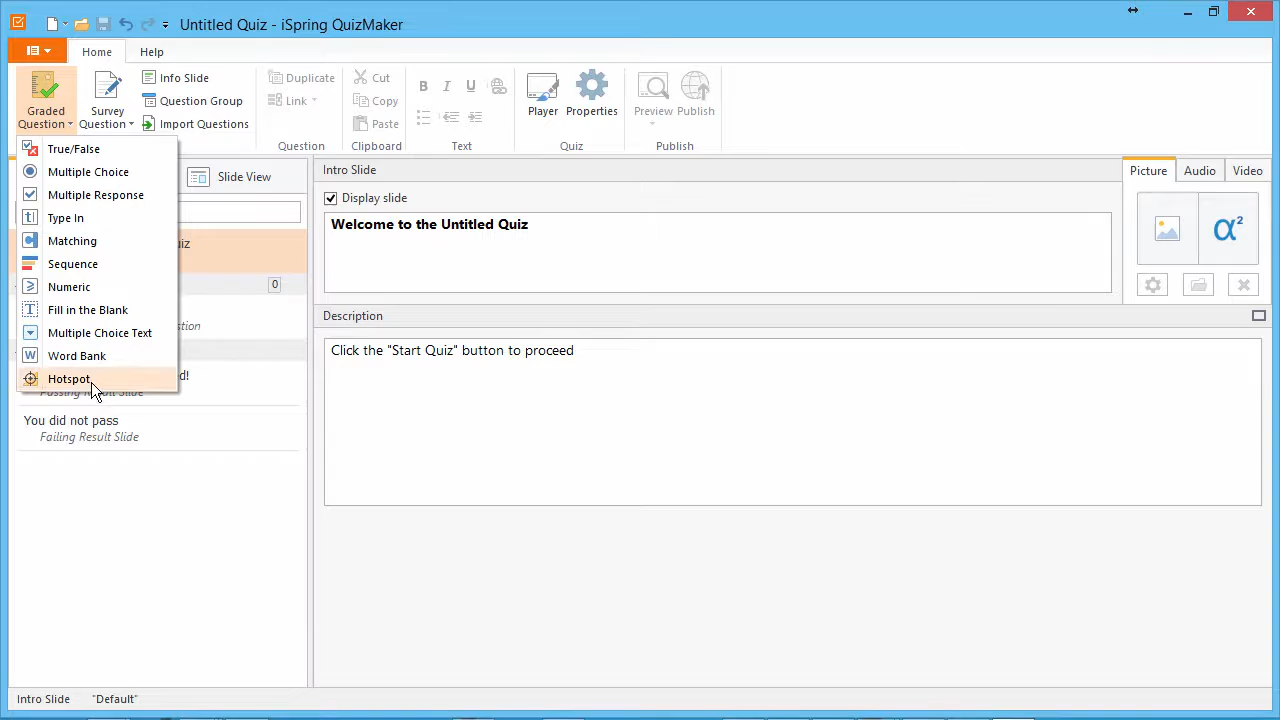 Untitled Quiz - iSpring QuizMaker
Home
Help
Graded
Question
Survey
Question
Info Slide
Question Group
Import Questions
Duplicate
Link
Question
Cut
Copy
Paste
Clipboard
B I U
Text
Player
Properties
Quiz
Preview
Publish
Publish
True/False
Multiple Choice
Multiple Response
Type In
Matching
Sequence
Numeric
Fill in the Blank
Multiple Choice Text
Word Bank
Hotspot
Slide View
0
You did not pass
Failing Result Slide
Intro Slide
Display slide
Welcome to the Untitled Quiz
Description
Click the "Start Quiz" button to proceed
Picture
Audio
Video
α²
Intro Slide
"Default"